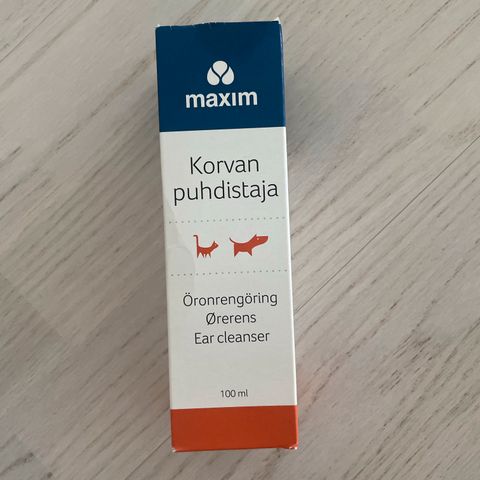 maxim
Korvan
puhdistaja
Öronrengöring
Ørerens
Ear cleanser
100 ml